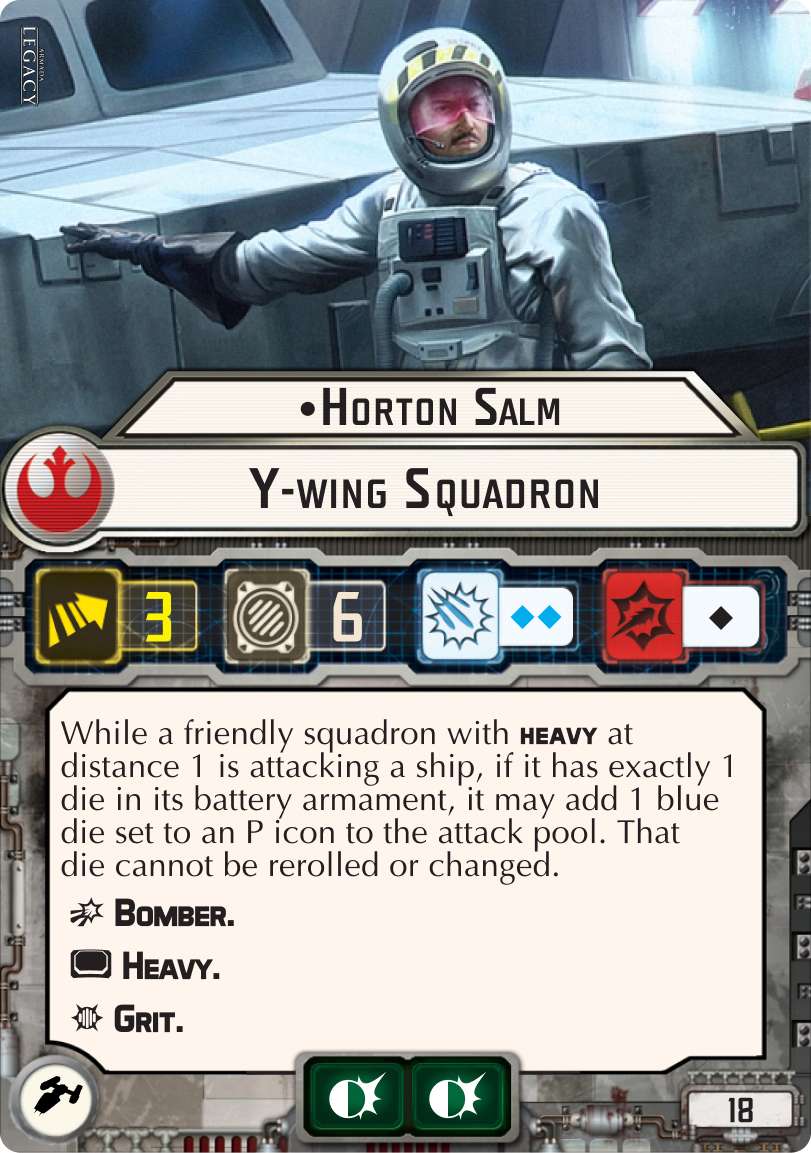 ARMADA
LEGACY
•Horton Salm
Y-wing Squadron
3
6
While a friendly squadron with HEAVY at
distance 1 is attacking a ship, if it has exactly 1
die in its battery armament, it may add 1 blue
die set to an P icon to the attack pool. That
die cannot be rerolled or changed.
Bomber.
Heavy.
Grit.
18